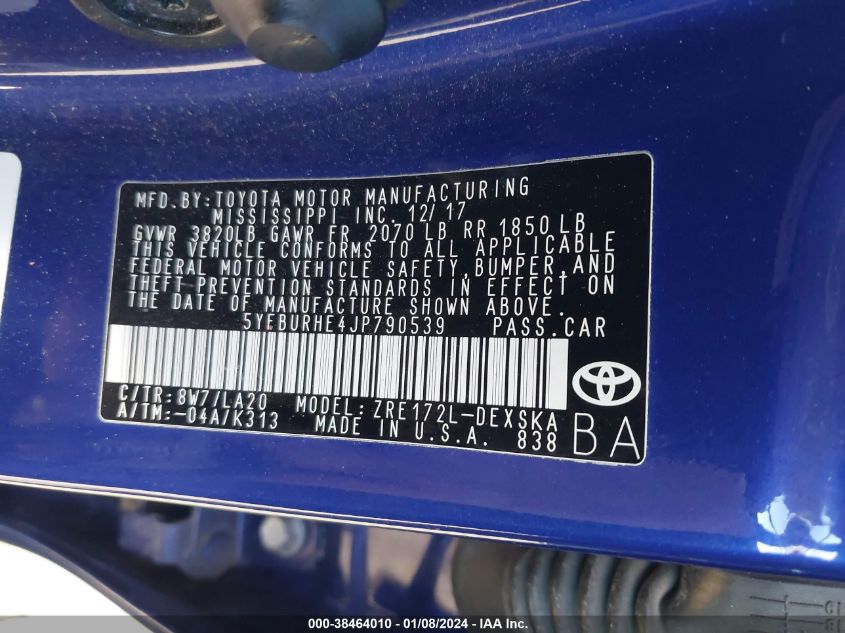 MFD.BY:TOYOTA MOTOR MANUFACTURING
MISSISSIPPI INC. 12/17
GVWR 3820LB GAWR FR 2070 LB RR 1850 LB
THIS VEHICLE CONFORMS TO ALL APPLICABLE
FEDERAL MOTOR VEHICLE SAFETY,BUMPER,AND
THEFT PREVENTION STANDARDS IN EFFECT ON
THE DATE OF MANUFACTURE SHOWN ABOVE.
5YFBURHE4JP790539 PASS.CAR
C/TR:8W7/LA20 MODEL:ZRE172L-DEXSKA
A/TM:-04A/K313 MADE IN U.S.A. 838
BA
000-38464010 - 01/08/2024 - IAA Inc.